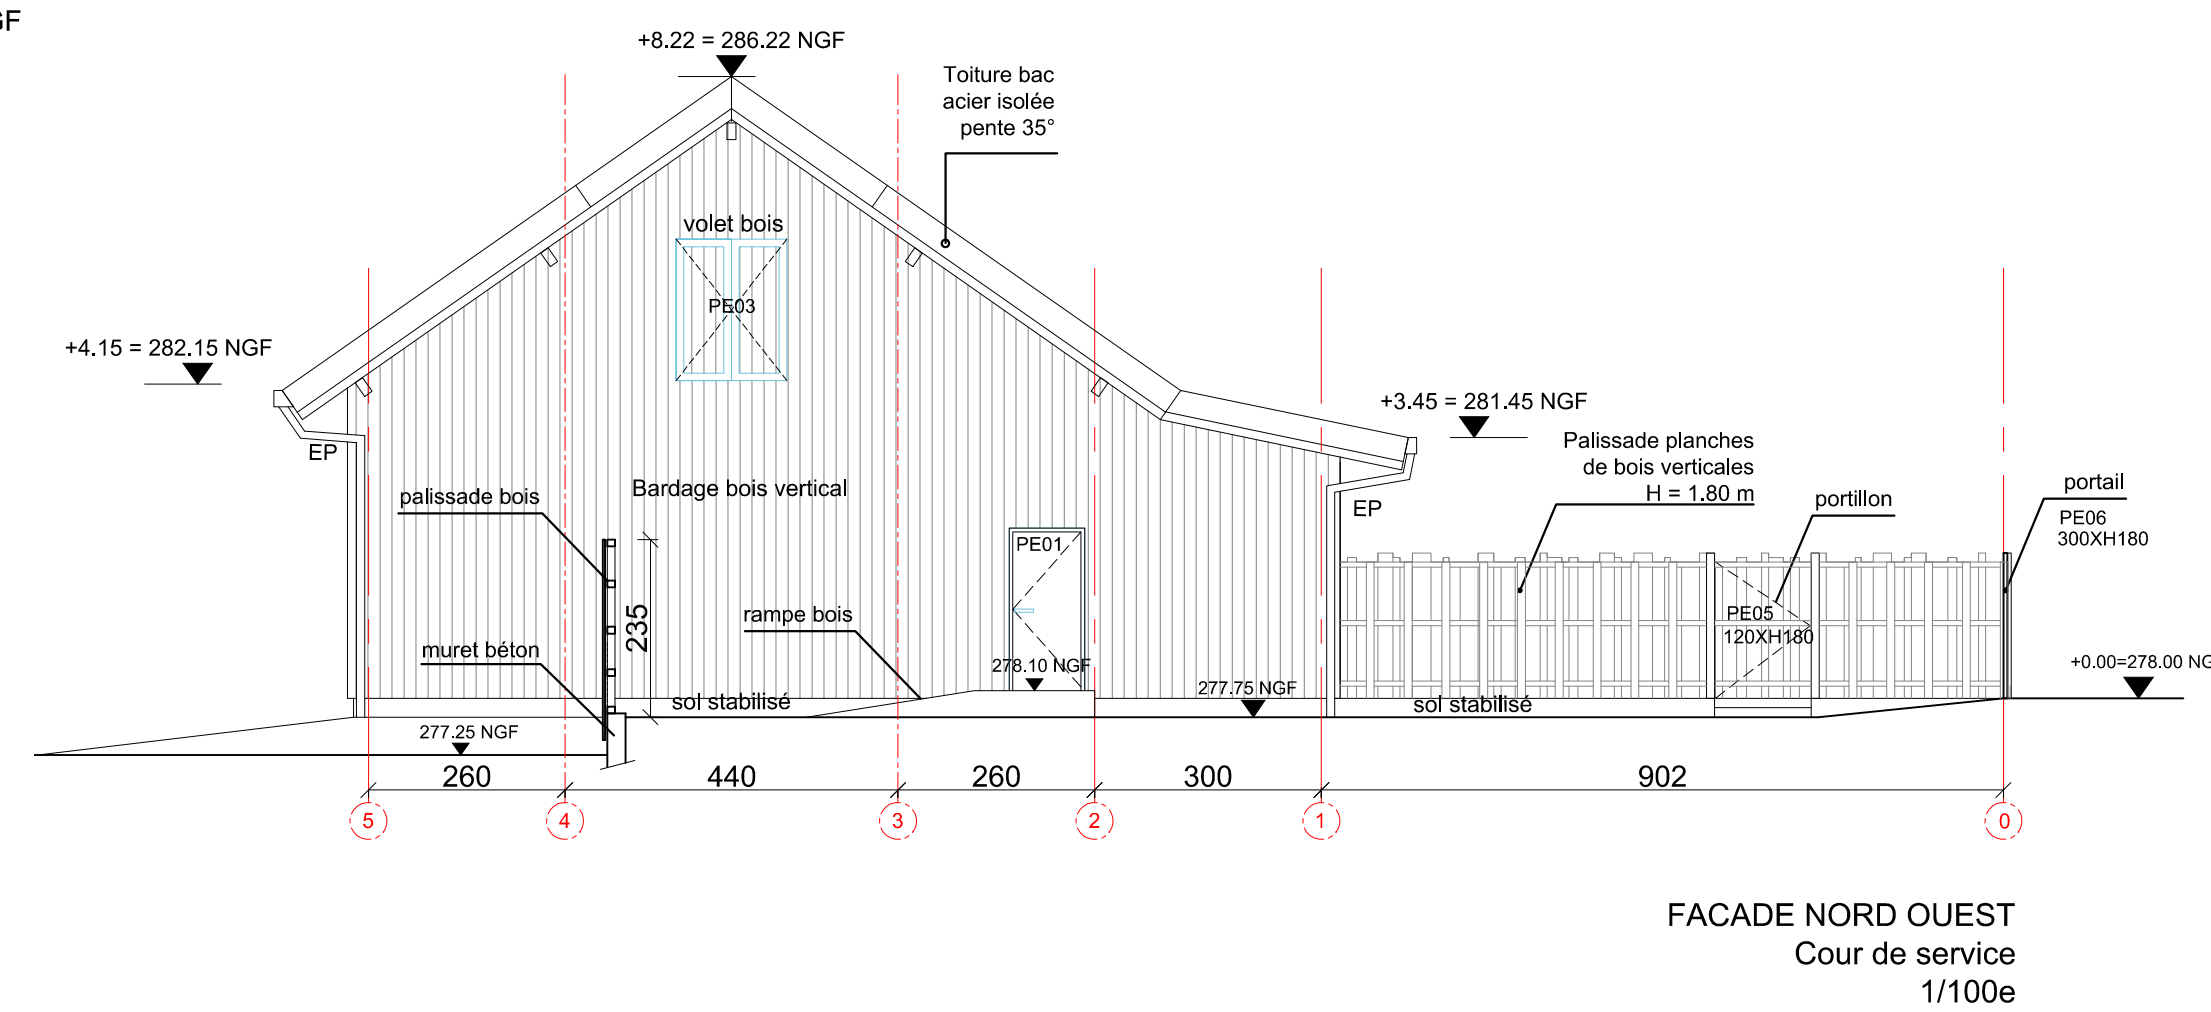 +8.22 = 286.22 NGF
Toiture bac
acier isolée
pente 35°
volet bois
PE03
+4.15 = 282.15 NGF
+3.45 = 281.45 NGF
EP
Palissade planches
de bois verticales
H = 1.80 m
portillon
portail
PE06
300XH180
palissade bois
Bardage bois vertical
EP
PE01
235
rampe bois
PE05
120XH180
muret béton
278.10 NGF
+0.00=278.00 NG
277.75 NGF
sol stabilisé
sol stabilisé
277.25 NGF
260
440
260
300
902
5
4
3
2
1
0
FACADE NORD OUEST
Cour de service
1/100e